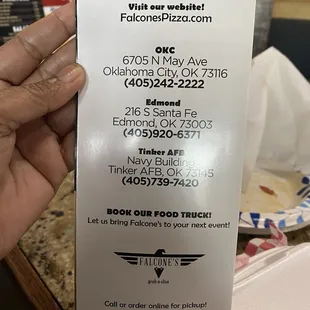 Visit our website!
FalconesPizza.com
OKC
6705 N May Ave
Oklahoma City, OK 73116
(405)242-2222
Edmond
216 S Santa Fe
Edmond, OK 73003
(405)920-6371
Tinker AFB
Navy Building
Tinker AFB, OK 73145
(405)739-7420
BOOK OUR FOOD TRUCK!
Let us bring Falcone's to your next event!
FALCONE'S
Call or order online for pickup!